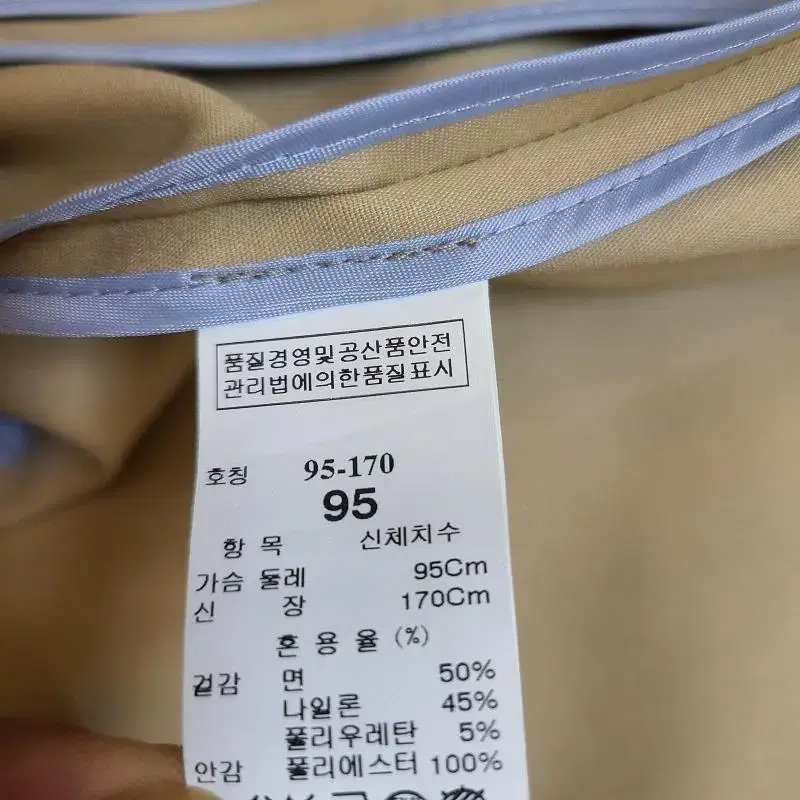 품질경영및공산품안전
관리법에의한품질표시
호칭 95-170
95
항 목 신체치수
가슴 둘레 95Cm
신 장 170Cm
혼 용 율 (%)
겉감 면 50%
나일론 45%
폴리우레탄 5%
안감 폴리에스터 100%